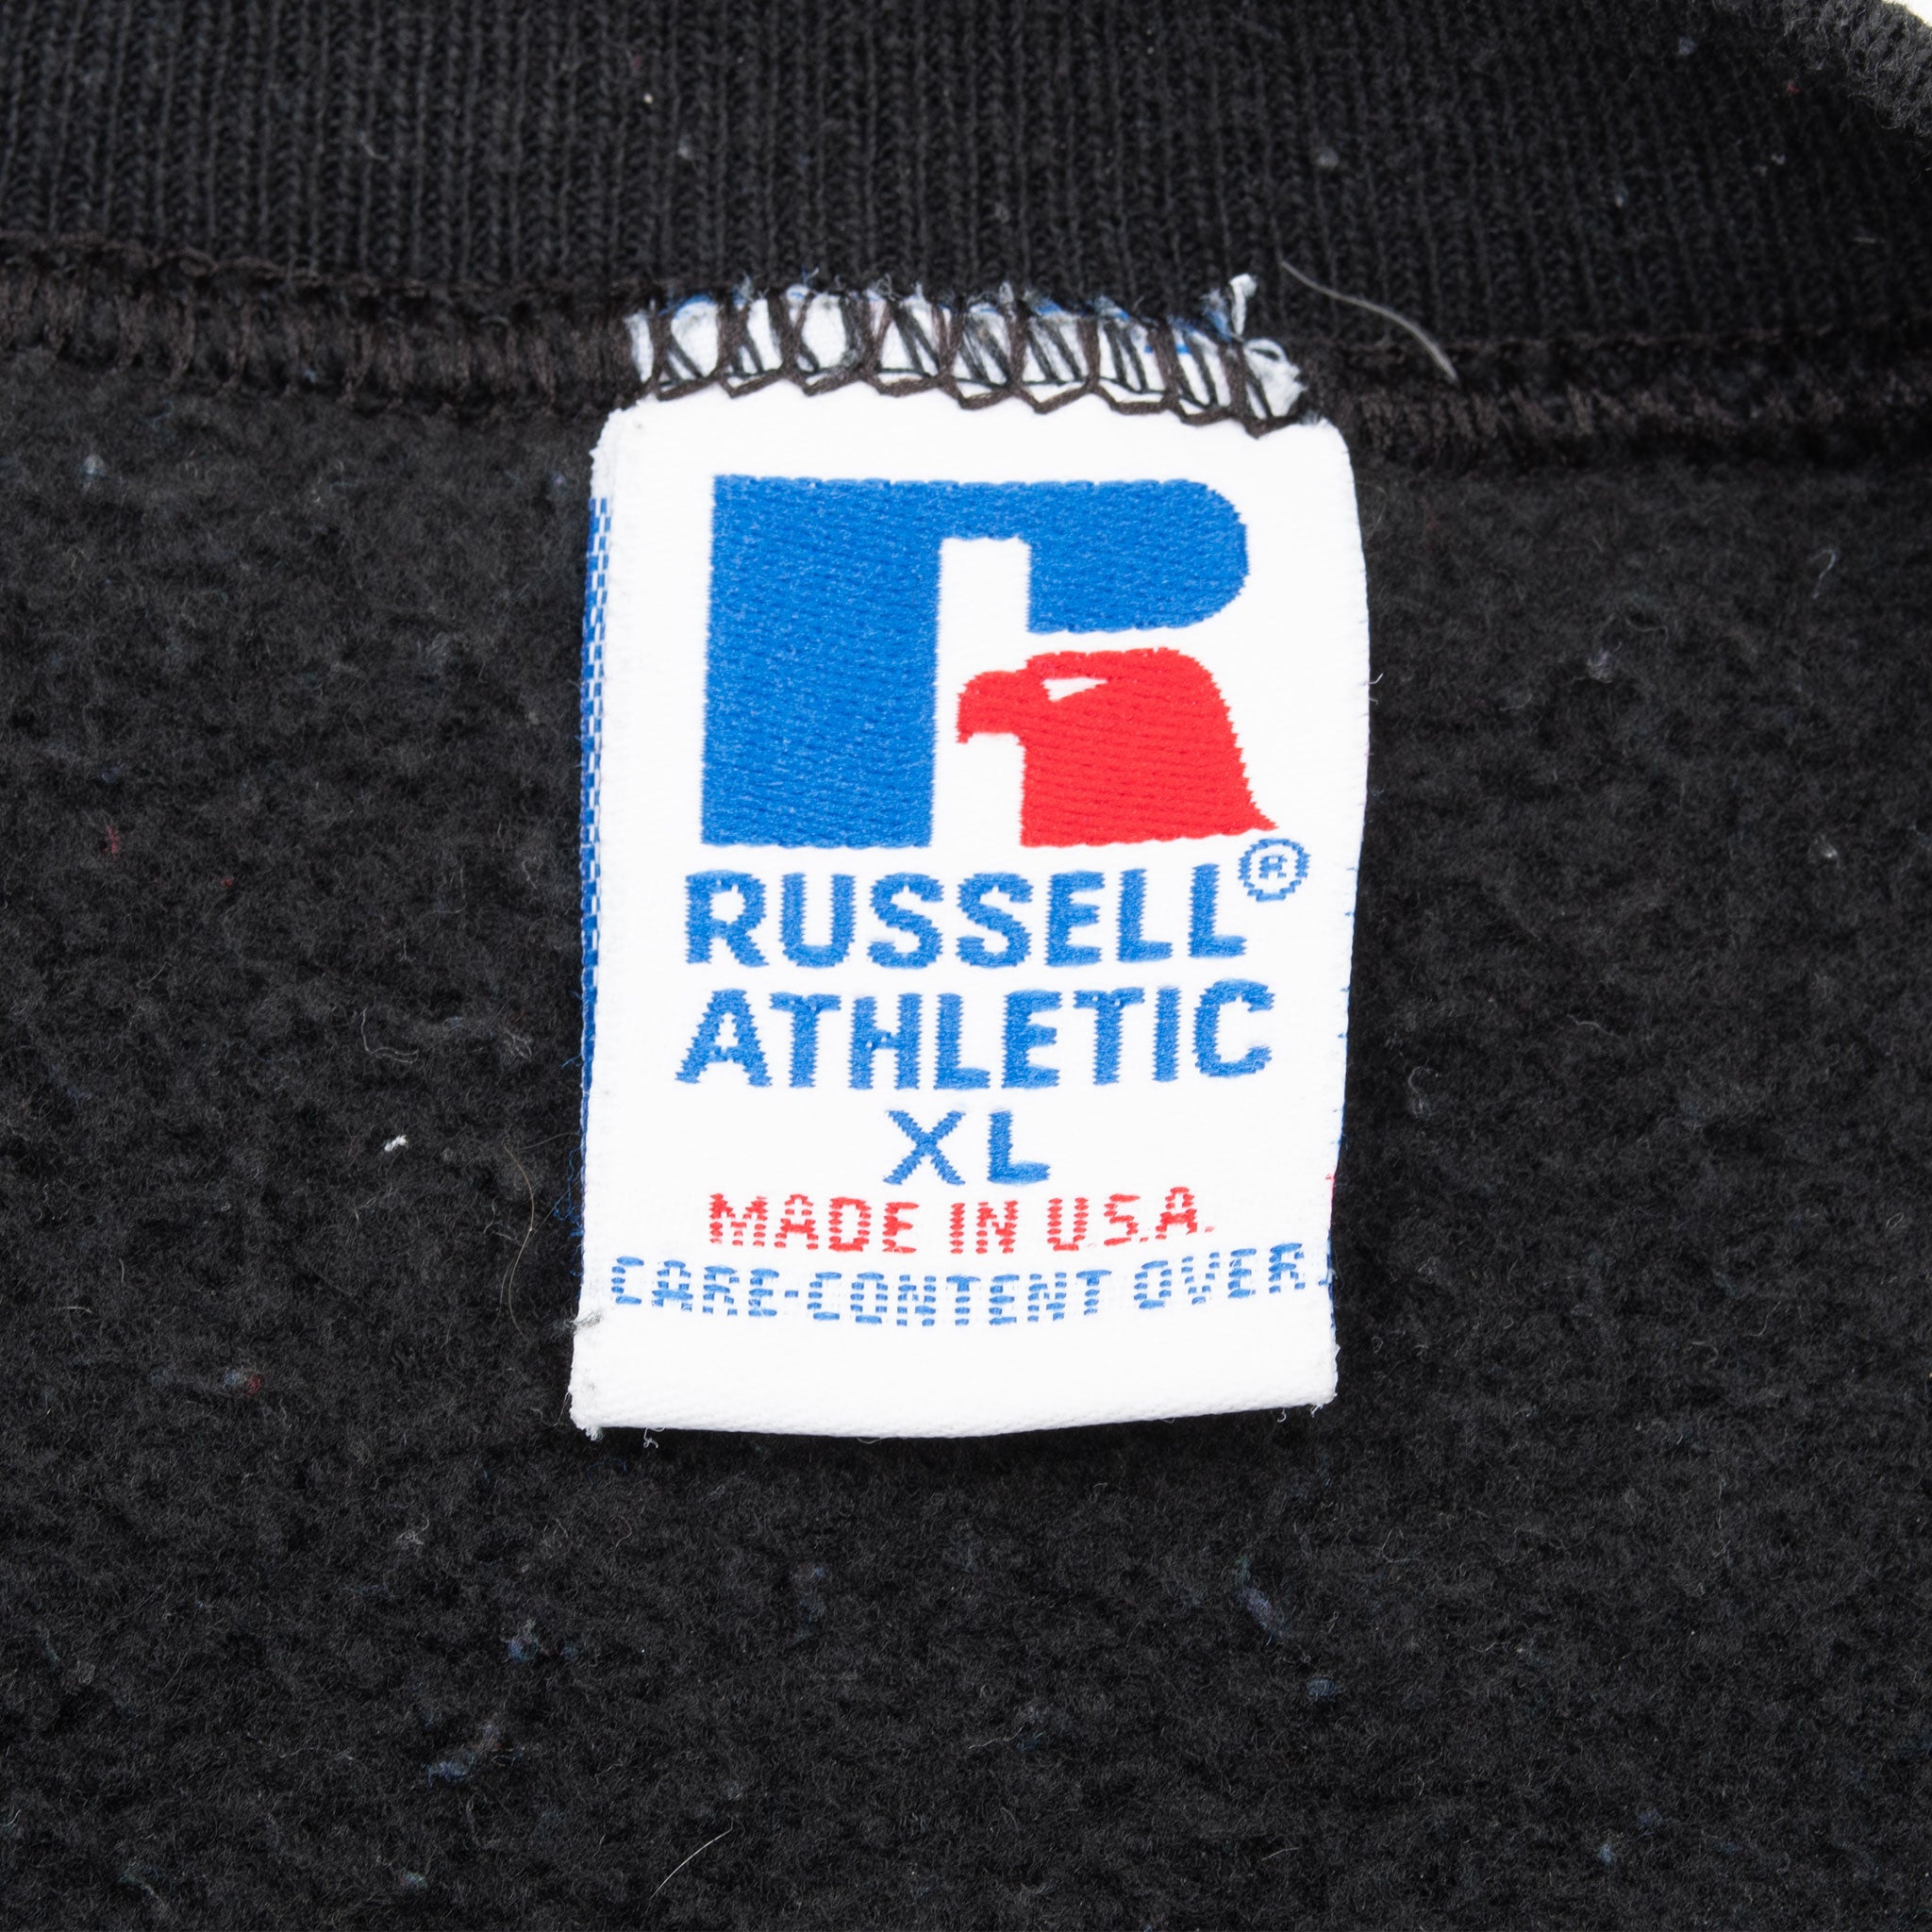 RUSSELL®
ATHLETIC
XL
MADE IN U.S.A.
CARE-CONTENT OVER